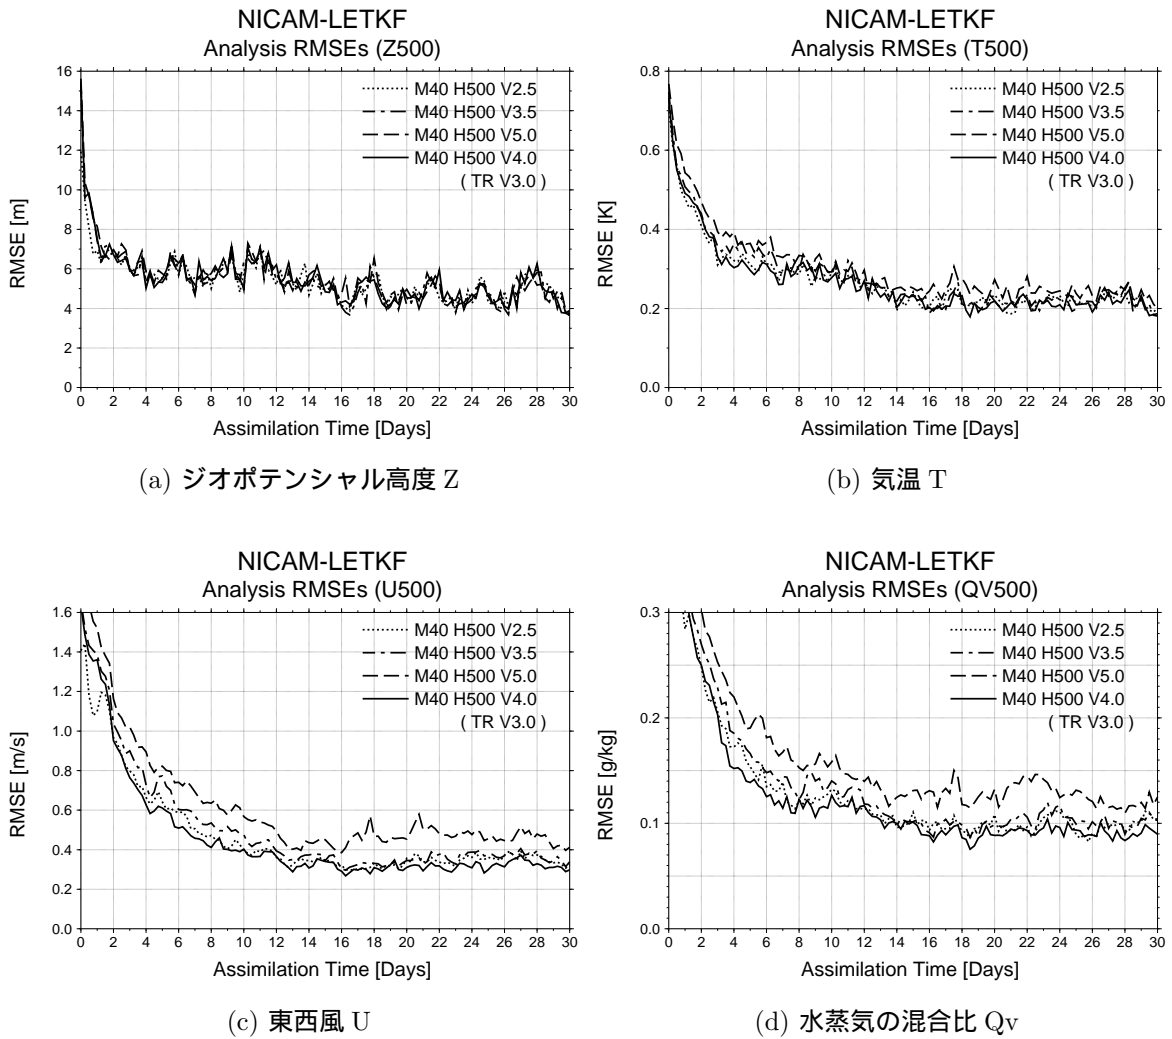 NICAM-LETKF
Analysis RMSEs (Z500)
16
14
12
10
8
6
4
2
0
RMSE [m]
M40 H500 V2.5
M40 H500 V3.5
M40 H500 V5.0
M40 H500 V4.0
( TR V3.0 )
0 2 4 6 8 10 12 14 16 18 20 22 24 26 28 30
Assimilation Time [Days]
(a) ジオポテンシャル高度 Z
NICAM-LETKF
Analysis RMSEs (T500)
0.8
0.6
0.4
0.2
0.0
RMSE [K]
M40 H500 V2.5
M40 H500 V3.5
M40 H500 V5.0
M40 H500 V4.0
( TR V3.0 )
0 2 4 6 8 10 12 14 16 18 20 22 24 26 28 30
Assimilation Time [Days]
(b) 気温 T
NICAM-LETKF
Analysis RMSEs (U500)
1.6
1.4
1.2
1.0
0.8
0.6
0.4
0.2
0.0
RMSE [m/s]
M40 H500 V2.5
M40 H500 V3.5
M40 H500 V5.0
M40 H500 V4.0
( TR V3.0 )
0 2 4 6 8 10 12 14 16 18 20 22 24 26 28 30
Assimilation Time [Days]
(c) 東西風 U
NICAM-LETKF
Analysis RMSEs (QV500)
0.3
0.2
0.1
0.0
RMSE [g/kg]
M40 H500 V2.5
M40 H500 V3.5
M40 H500 V5.0
M40 H500 V4.0
( TR V3.0 )
0 2 4 6 8 10 12 14 16 18 20 22 24 26 28 30
Assimilation Time [Days]
(d) 水蒸気の混合比 Qv